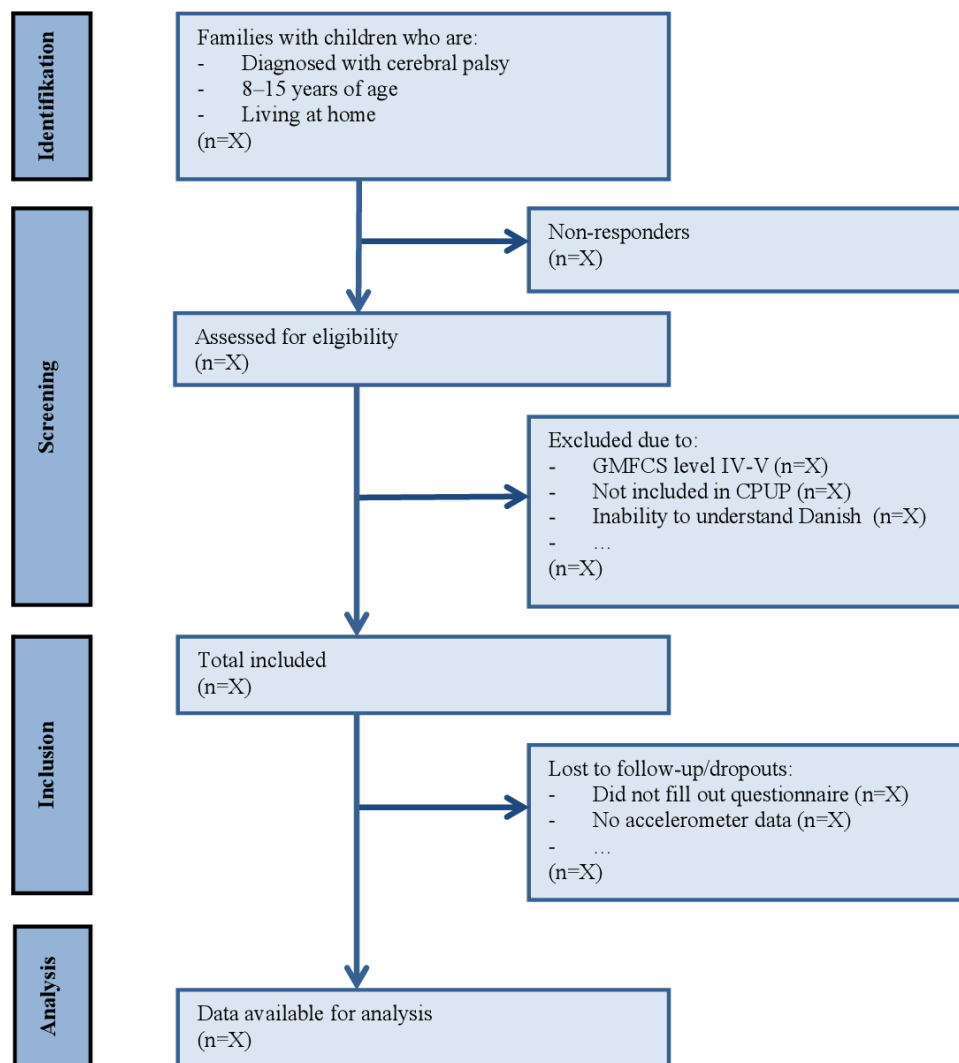 Identifikation
Families with children who are:
- Diagnosed with cerebral palsy
- 8–15 years of age
- Living at home
(n=X)
Screening
Non-responders
(n=X)
Assessed for eligibility
(n=X)
Excluded due to:
- GMFCS level IV-V (n=X)
- Not included in CPUP (n=X)
- Inability to understand Danish (n=X)
- …
(n=X)
Inclusion
Total included
(n=X)
Lost to follow-up/dropouts:
- Did not fill out questionnaire (n=X)
- No accelerometer data (n=X)
- …
(n=X)
Analysis
Data available for analysis
(n=X)